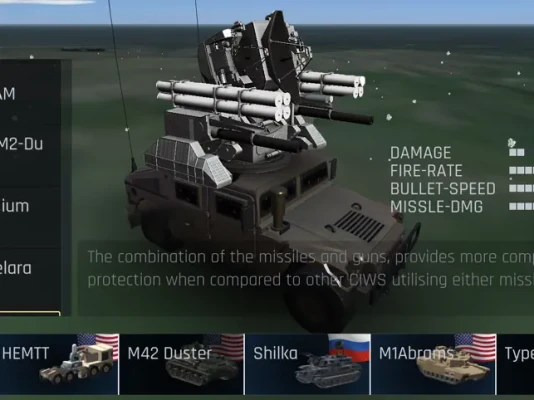 AM
M2-Du
ium
elara
DAMAGE
FIRE-RATE
BULLET-SPEED
MISSLE-DMG
The combination of the missiles and guns, provides more comp
protection when compared to other CIWS utilising either missi
HEMTT
M42 Duster
Shilka
M1Abrams
Type